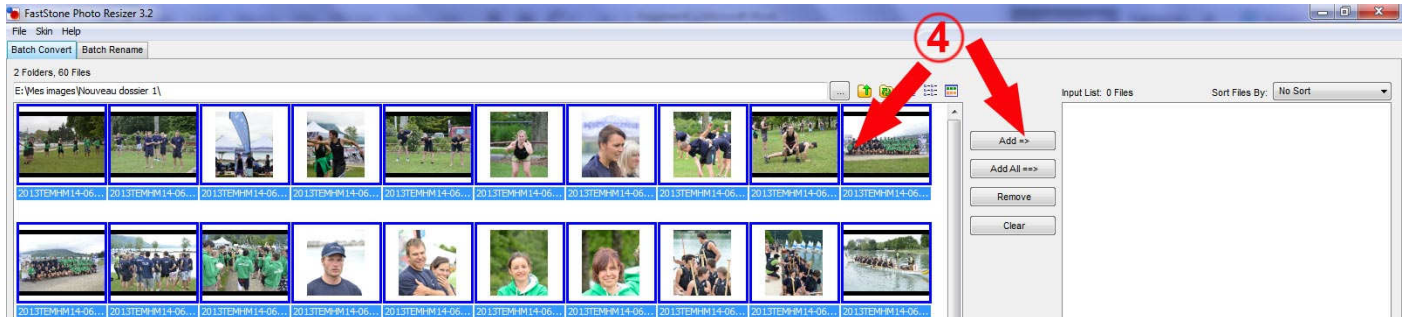 FastStone Photo Resizer 3.2
File Skin Help
Batch Convert Batch Rename
2 Folders, 60 Files
E:\Mes images\Nouveau dossier 1\
...
Input List: 0 Files
Sort Files By: No Sort
4
Add =>
Add All ==>
Remove
Clear
2013TEMHM14-06... 2013TEMHM14-06... 2013TEMHM14-06... 2013TEMHM14-06... 2013TEMHM14-06... 2013TEMHM14-06... 2013TEMHM14-06... 2013TEMHM14-06... 2013TEMHM14-06... 2013TEMHM14-06...
2013TEMHM14-06... 2013TEMHM14-06... 2013TEMHM14-06... 2013TEMHM14-06... 2013TEMHM14-06... 2013TEMHM14-06... 2013TEMHM14-06... 2013TEMHM14-06... 2013TEMHM14-06... 2013TEMHM14-06...